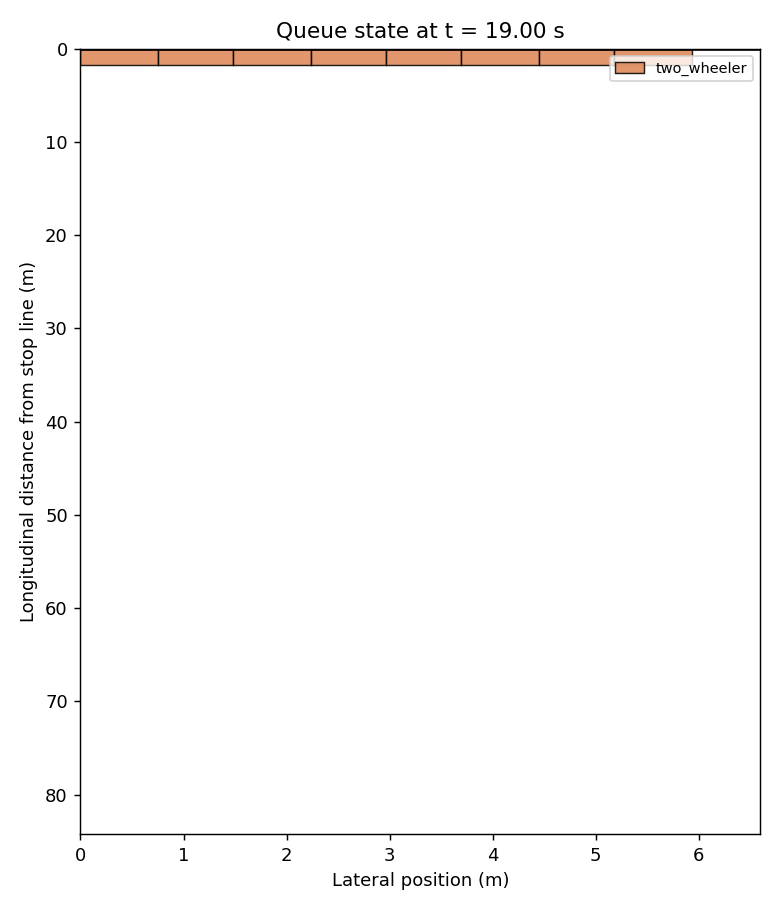 Queue state at t = 19.00 s
two_wheeler
Longitudinal distance from stop line (m)
0
10
20
30
40
50
60
70
80
0 1 2 3 4 5 6
Lateral position (m)